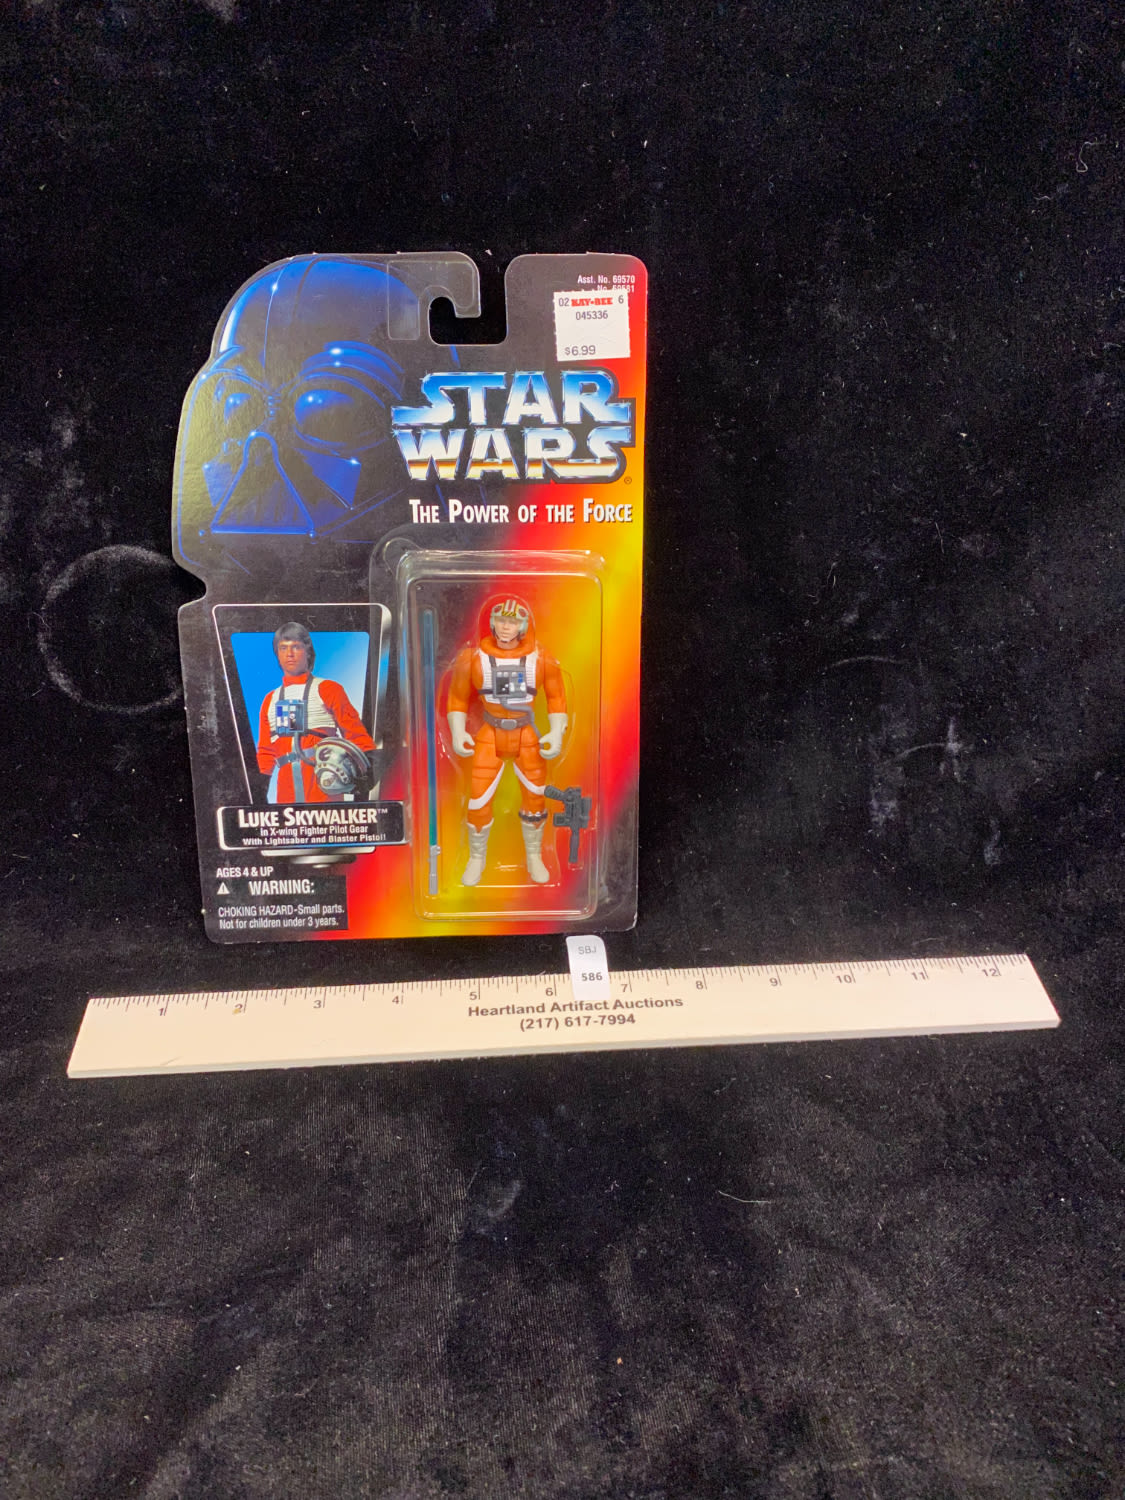 Asst. No. 69570
No. 69581
02 KAY-BEE 6
045336
$6.99
STAR
WARS
®
THE POWER OF THE FORCE
LUKE SKYWALKER™
in X-wing Fighter Pilot Gear
With Lightsaber and Blaster Pistol!
AGES 4 & UP
WARNING:
CHOKING HAZARD-Small parts.
Not for children under 3 years.
SBJ
586
1 2 3 4 5 6 7 8 9 10 11 12
Heartland Artifact Auctions
(217) 617-7994